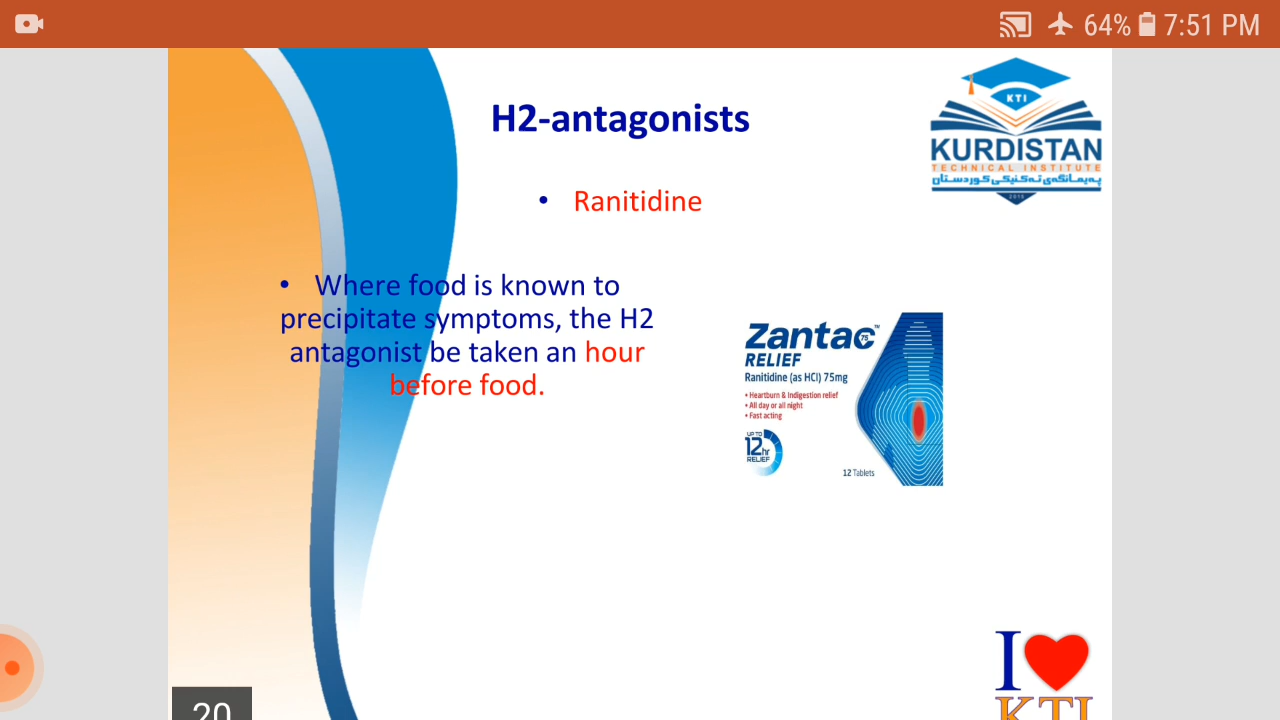 64% 7:51 PM
H2-antagonists
KTI
KURDISTAN
TECHNICAL INSTITUTE
پەیمانگەی تەکنیکی کوردستان
2015
• Ranitidine
• Where food is known to
precipitate symptoms, the H2
antagonist be taken an hour
before food.
Zantac 75™
RELIEF
Ranitidine (as HCl) 75mg
• Heartburn & Indigestion relief
• All day or all night
• Fast acting
UP TO
12hr
RELIEF
12 Tablets
I
KTI
20